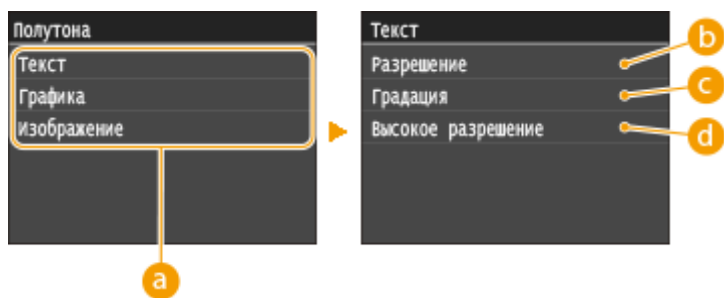 Полутона
Текст
Графика
Изображение
a
Текст
Разрешение
Градация
Высокое разрешение
b
c
d